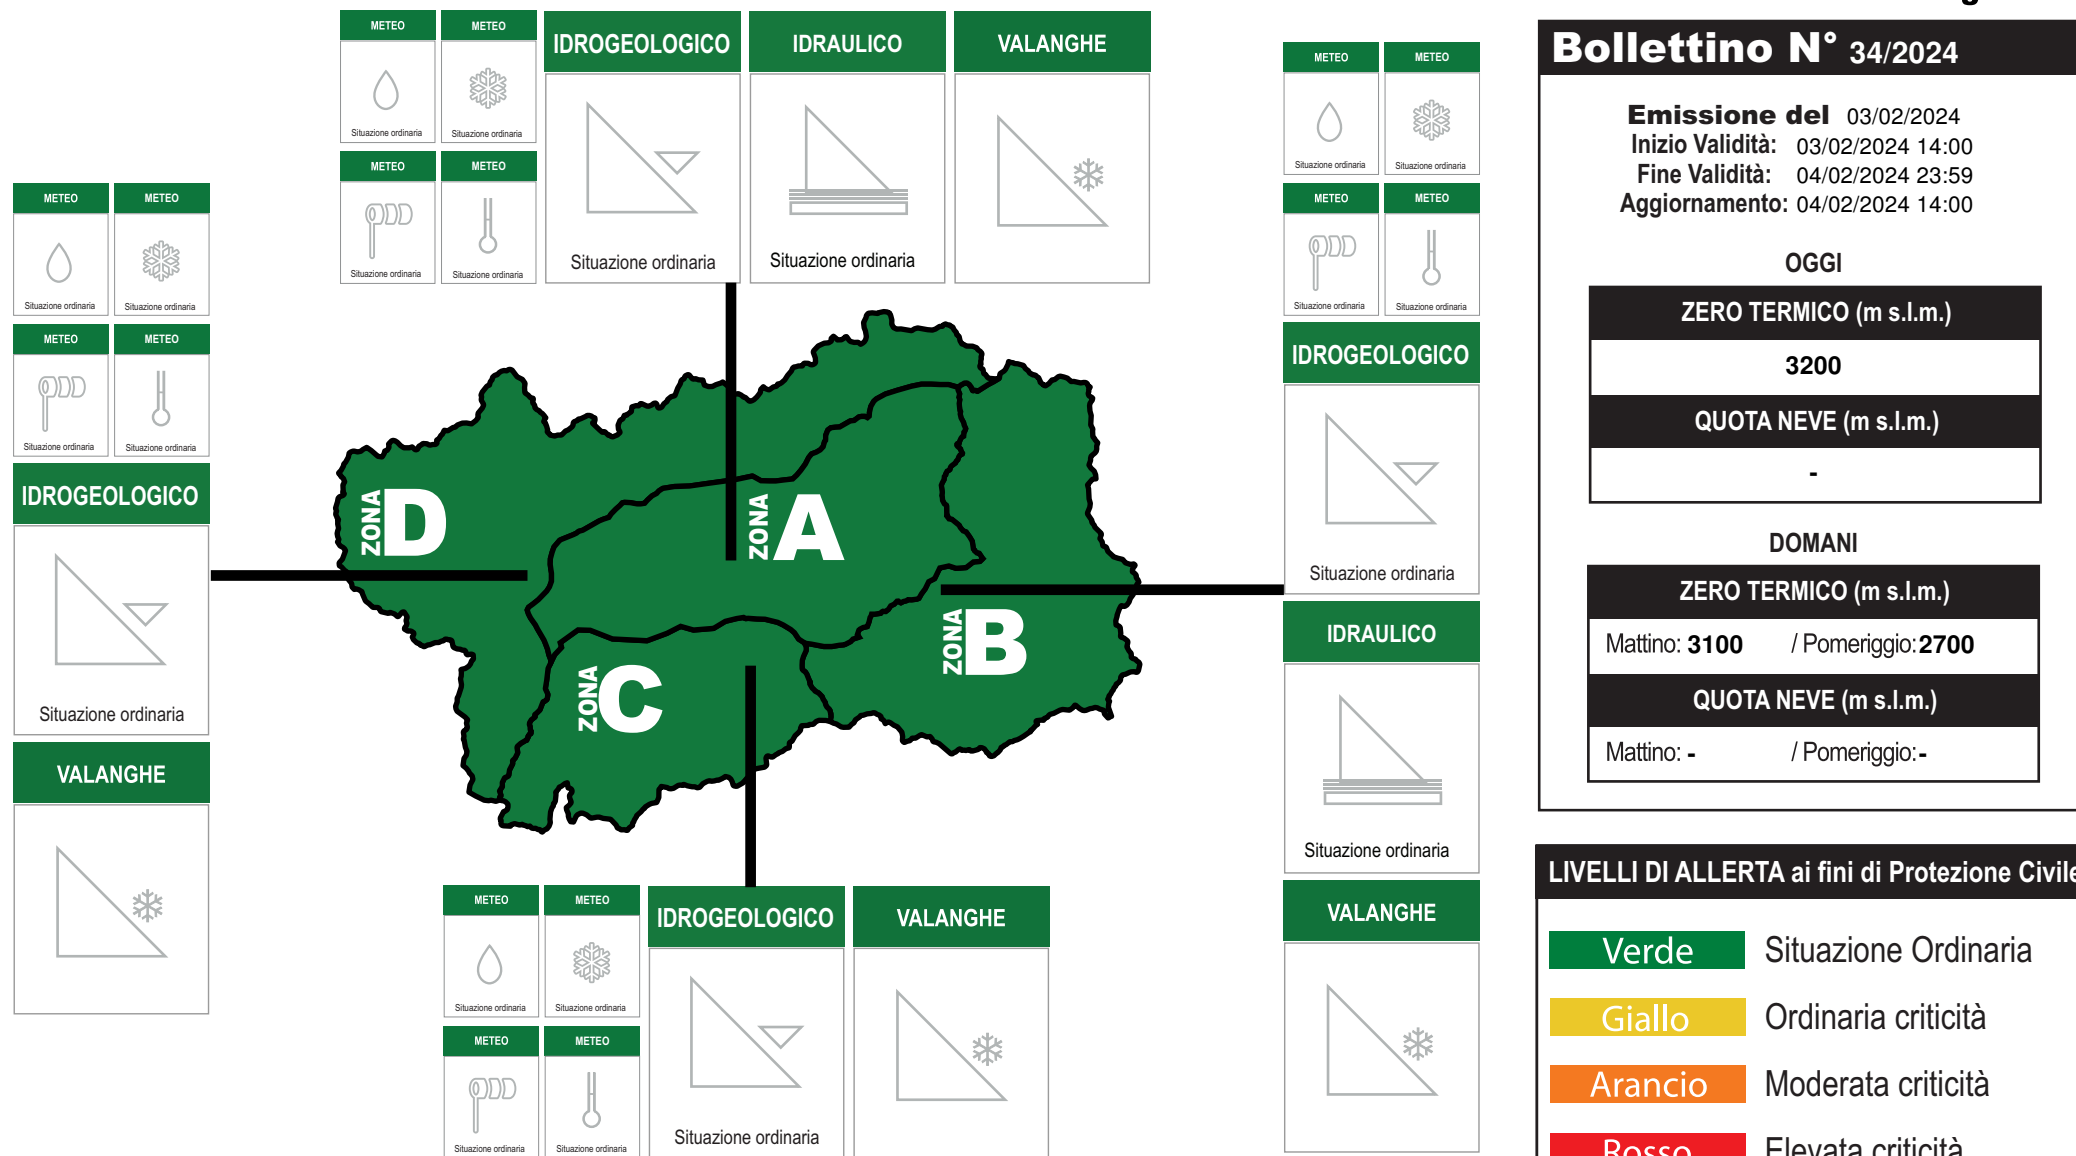 METEO METEO
Situazione ordinaria Situazione ordinaria
METEO METEO
Situazione ordinaria Situazione ordinaria
IDROGEOLOGICO
Situazione ordinaria
IDRAULICO
Situazione ordinaria
VALANGHE
METEO METEO
Situazione ordinaria Situazione ordinaria
METEO METEO
Situazione ordinaria Situazione ordinaria
IDROGEOLOGICO
Situazione ordinaria
VALANGHE
ZONA D
ZONA A
ZONA B
ZONA C
METEO METEO
Situazione ordinaria Situazione ordinaria
METEO METEO
Situazione ordinaria Situazione ordinaria
IDROGEOLOGICO
Situazione ordinaria
IDRAULICO
Situazione ordinaria
VALANGHE
METEO METEO
Situazione ordinaria Situazione ordinaria
METEO METEO
Situazione ordinaria Situazione ordinaria
IDROGEOLOGICO
Situazione ordinaria
VALANGHE
Bollettino N° 34/2024
Emissione del 03/02/2024
Inizio Validità: 03/02/2024 14:00
Fine Validità: 04/02/2024 23:59
Aggiornamento: 04/02/2024 14:00
OGGI
ZERO TERMICO (m s.l.m.)
3200
QUOTA NEVE (m s.l.m.)
-
DOMANI
ZERO TERMICO (m s.l.m.)
Mattino: 3100 / Pomeriggio: 2700
QUOTA NEVE (m s.l.m.)
Mattino: - / Pomeriggio: -
LIVELLI DI ALLERTA ai fini di Protezione Civile
Verde Situazione Ordinaria
Giallo Ordinaria criticità
Arancio Moderata criticità
Rosso Elevata criticità